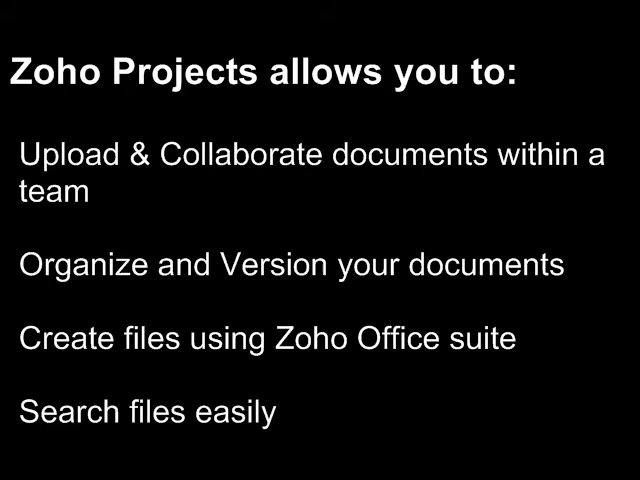 Zoho Projects allows you to:
Upload & Collaborate documents within a
team
Organize and Version your documents
Create files using Zoho Office suite
Search files easily